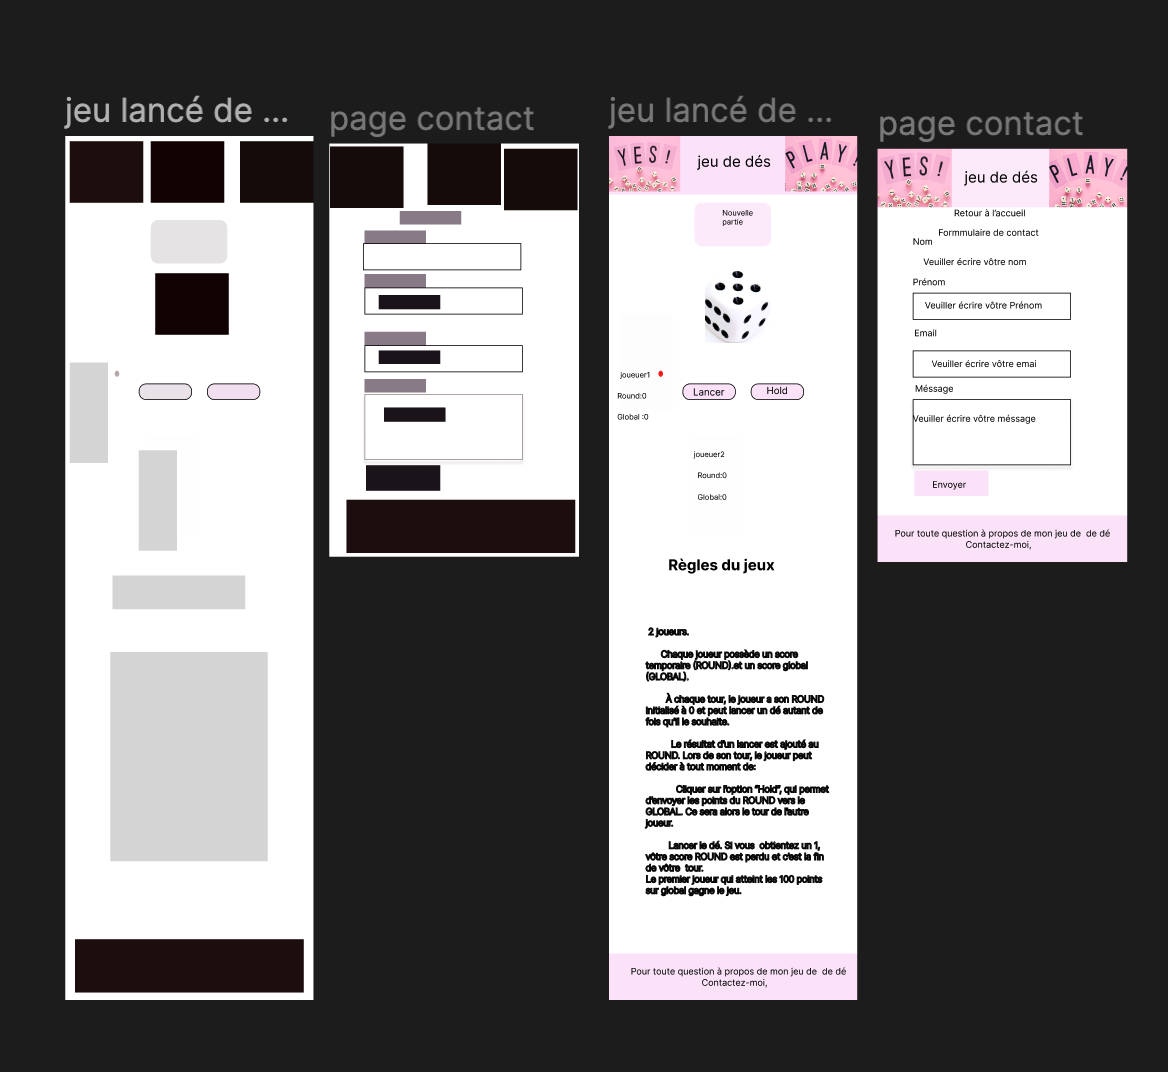 jeu lancé de ...
page contact
jeu lancé de ...
page contact
YES!
jeu de dés
PLAY!
Nouvelle
partie
joueuer1
Round:0
Global :0
Lancer
Hold
joueuer2
Round:0
Global:0
Règles du jeux
2 joueurs.
Chaque joueur possède un score
temporaire (ROUND).et un score global
(GLOBAL).
À chaque tour, le joueur a son ROUND
initialisé à 0 et peut lancer un dé autant de
fois qu'il le souhaite.
Le résultat d'un lancer est ajouté au
ROUND. Lors de son tour, le joueur peut
décider à tout moment de:
Cliquer sur l'option "Hold", qui permet
d'envoyer les points du ROUND vers le
GLOBAL. Ce sera alors le tour de l'autre
joueur.
Lancer le dé. Si vous obtientez un 1,
vôtre score ROUND est perdu et c'est la fin
de vôtre tour.
Le premier joueur qui atteint les 100 points
sur global gagne le jeu.
Pour toute question à propos de mon jeu de de dé
Contactez-moi,
YES!
jeu de dés
PLAY!
Retour à l'accueil
Formmulaire de contact
Nom
Veuiller écrire vôtre nom
Prénom
Veuiller écrire vôtre Prénom
Email
Veuiller écrire vôtre emai
Méssage
Veuiller écrire vôtre méssage
Envoyer
Pour toute question à propos de mon jeu de de dé
Contactez-moi,